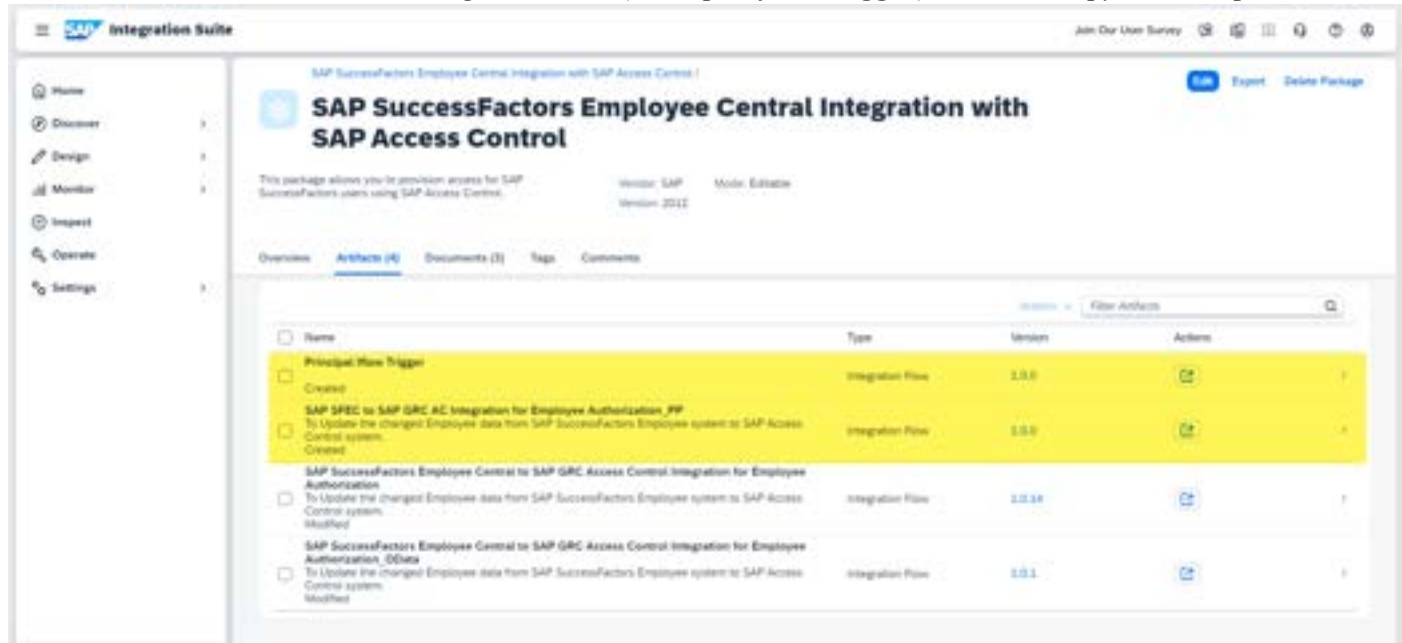 SAP Integration Suite
Join Our User Survey
Home
Discover
Design
Monitor
Inspect
Operate
Settings
SAP SuccessFactors Employee Central Integration with SAP Access Control /
SAP SuccessFactors Employee Central Integration with
SAP Access Control
Edit Export Delete Package
This package allows you to provision access for SAP
SuccessFactors users using SAP Access Control.
Vendor: SAP Mode: Editable
Version: 2012
Overview Artifacts (4) Documents (3) Tags Comments
Actions Filter Artifacts
Name Type Version Actions
Principal Trigger
Created
Integration Flow 1.0.0
SAP SFEC to SAP GRC AC Integration for Employee Authorization_PP
To Update the changed Employee data from SAP SuccessFactors Employee system to SAP Access
Control system.
Created
Integration Flow 1.0.0
SAP SuccessFactors Employee Central to SAP GRC Access Control Integration for Employee
Authorization
To Update the changed Employee data from SAP SuccessFactors Employee system to SAP Access
Control system.
Modified
Integration Flow
SAP SuccessFactors Employee Central to SAP GRC Access Control Integration for Employee
Authorization_OData
To Update the changed Employee data from SAP SuccessFactors Employee system to SAP Access
Control system.
Modified
Integration Flow 1.0.1